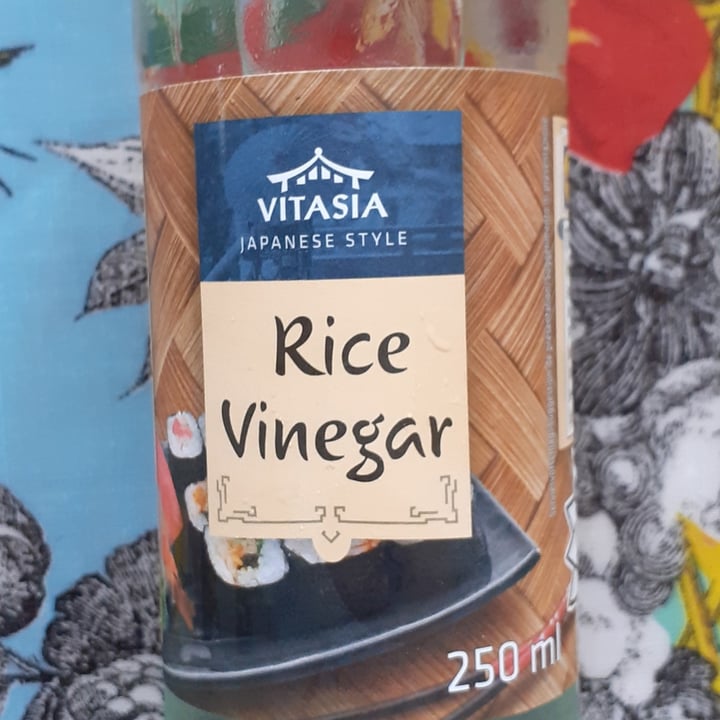 VITASIA
JAPANESE STYLE
Rice
Vinegar
250 ml